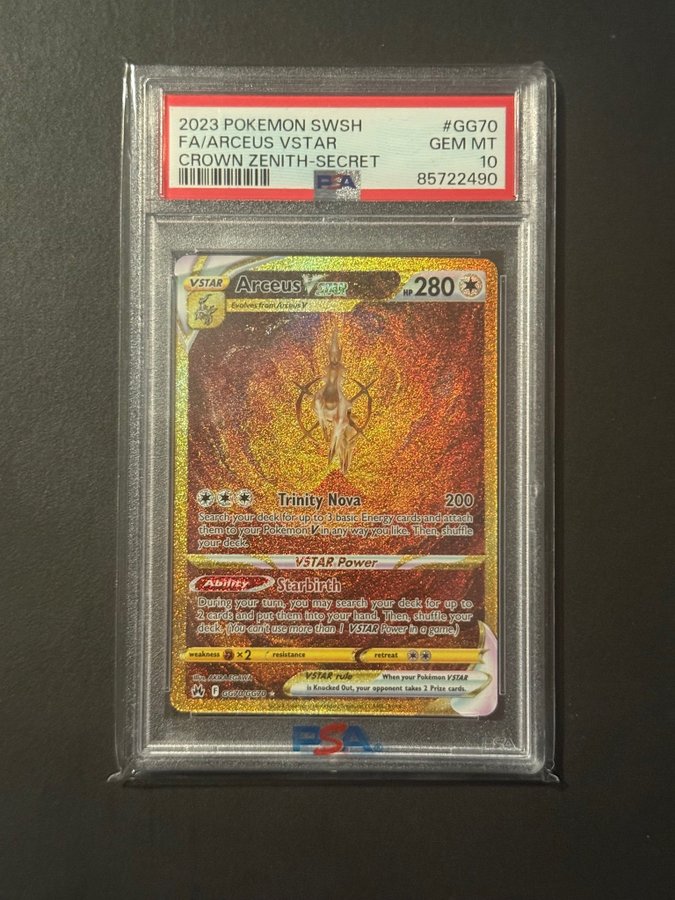 2023 POKEMON SWSH #GG70
FA/ARCEUS VSTAR GEM MT
CROWN ZENITH-SECRET 10
PSA 85722490
VSTAR Arceus VSTAR HP 280
Evolves from Arceus V
Trinity Nova 200
Search your deck for up to 3 basic Energy cards and attach
them to your Pokémon V in any way you like. Then, shuffle
your deck.
VSTAR Power
Ability Starbirth
During your turn, you may search your deck for up to
2 cards and put them into your hand. Then, shuffle your
deck. (You can't use more than 1 VSTAR Power in a game.)
weakness ×2 resistance retreat
Illus. AKIRA EGAWA
VSTAR rule When your Pokémon VSTAR
is Knocked Out, your opponent takes 2 Prize cards.
F GG70/GG70
PSA